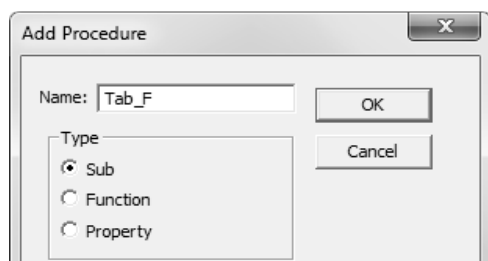 Add Procedure
Name: Tab_F
OK
Type
Cancel
Sub
Function
Property